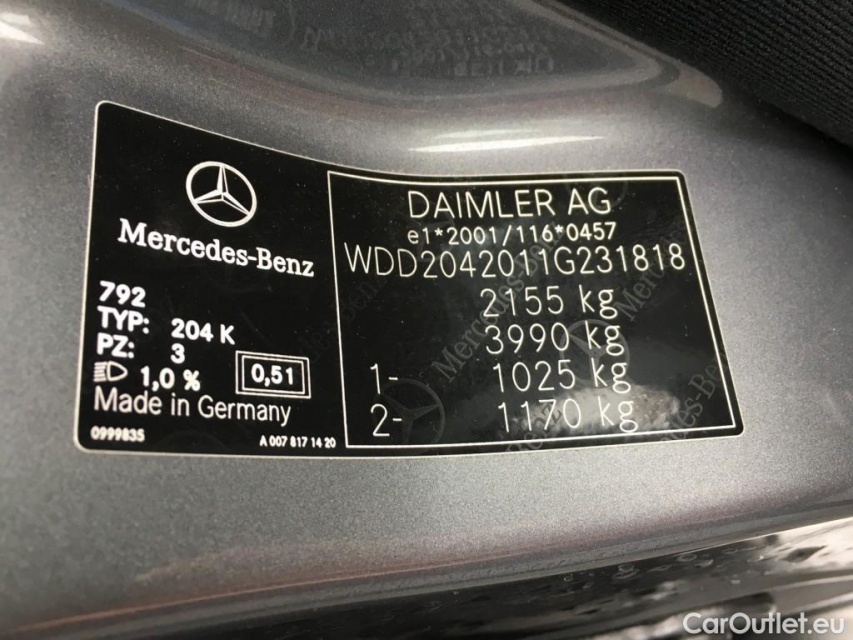 Mercedes-Benz
792
TYP: 204 K
PZ: 3
1,0 % 0,51
Made in Germany
0999835 A 007 817 14 20
DAIMLER AG
e1*2001/116*0457
WDD2042011G231818
2155 kg
3990 kg
1- 1025 kg
2- 1170 kg
CarOutlet.eu